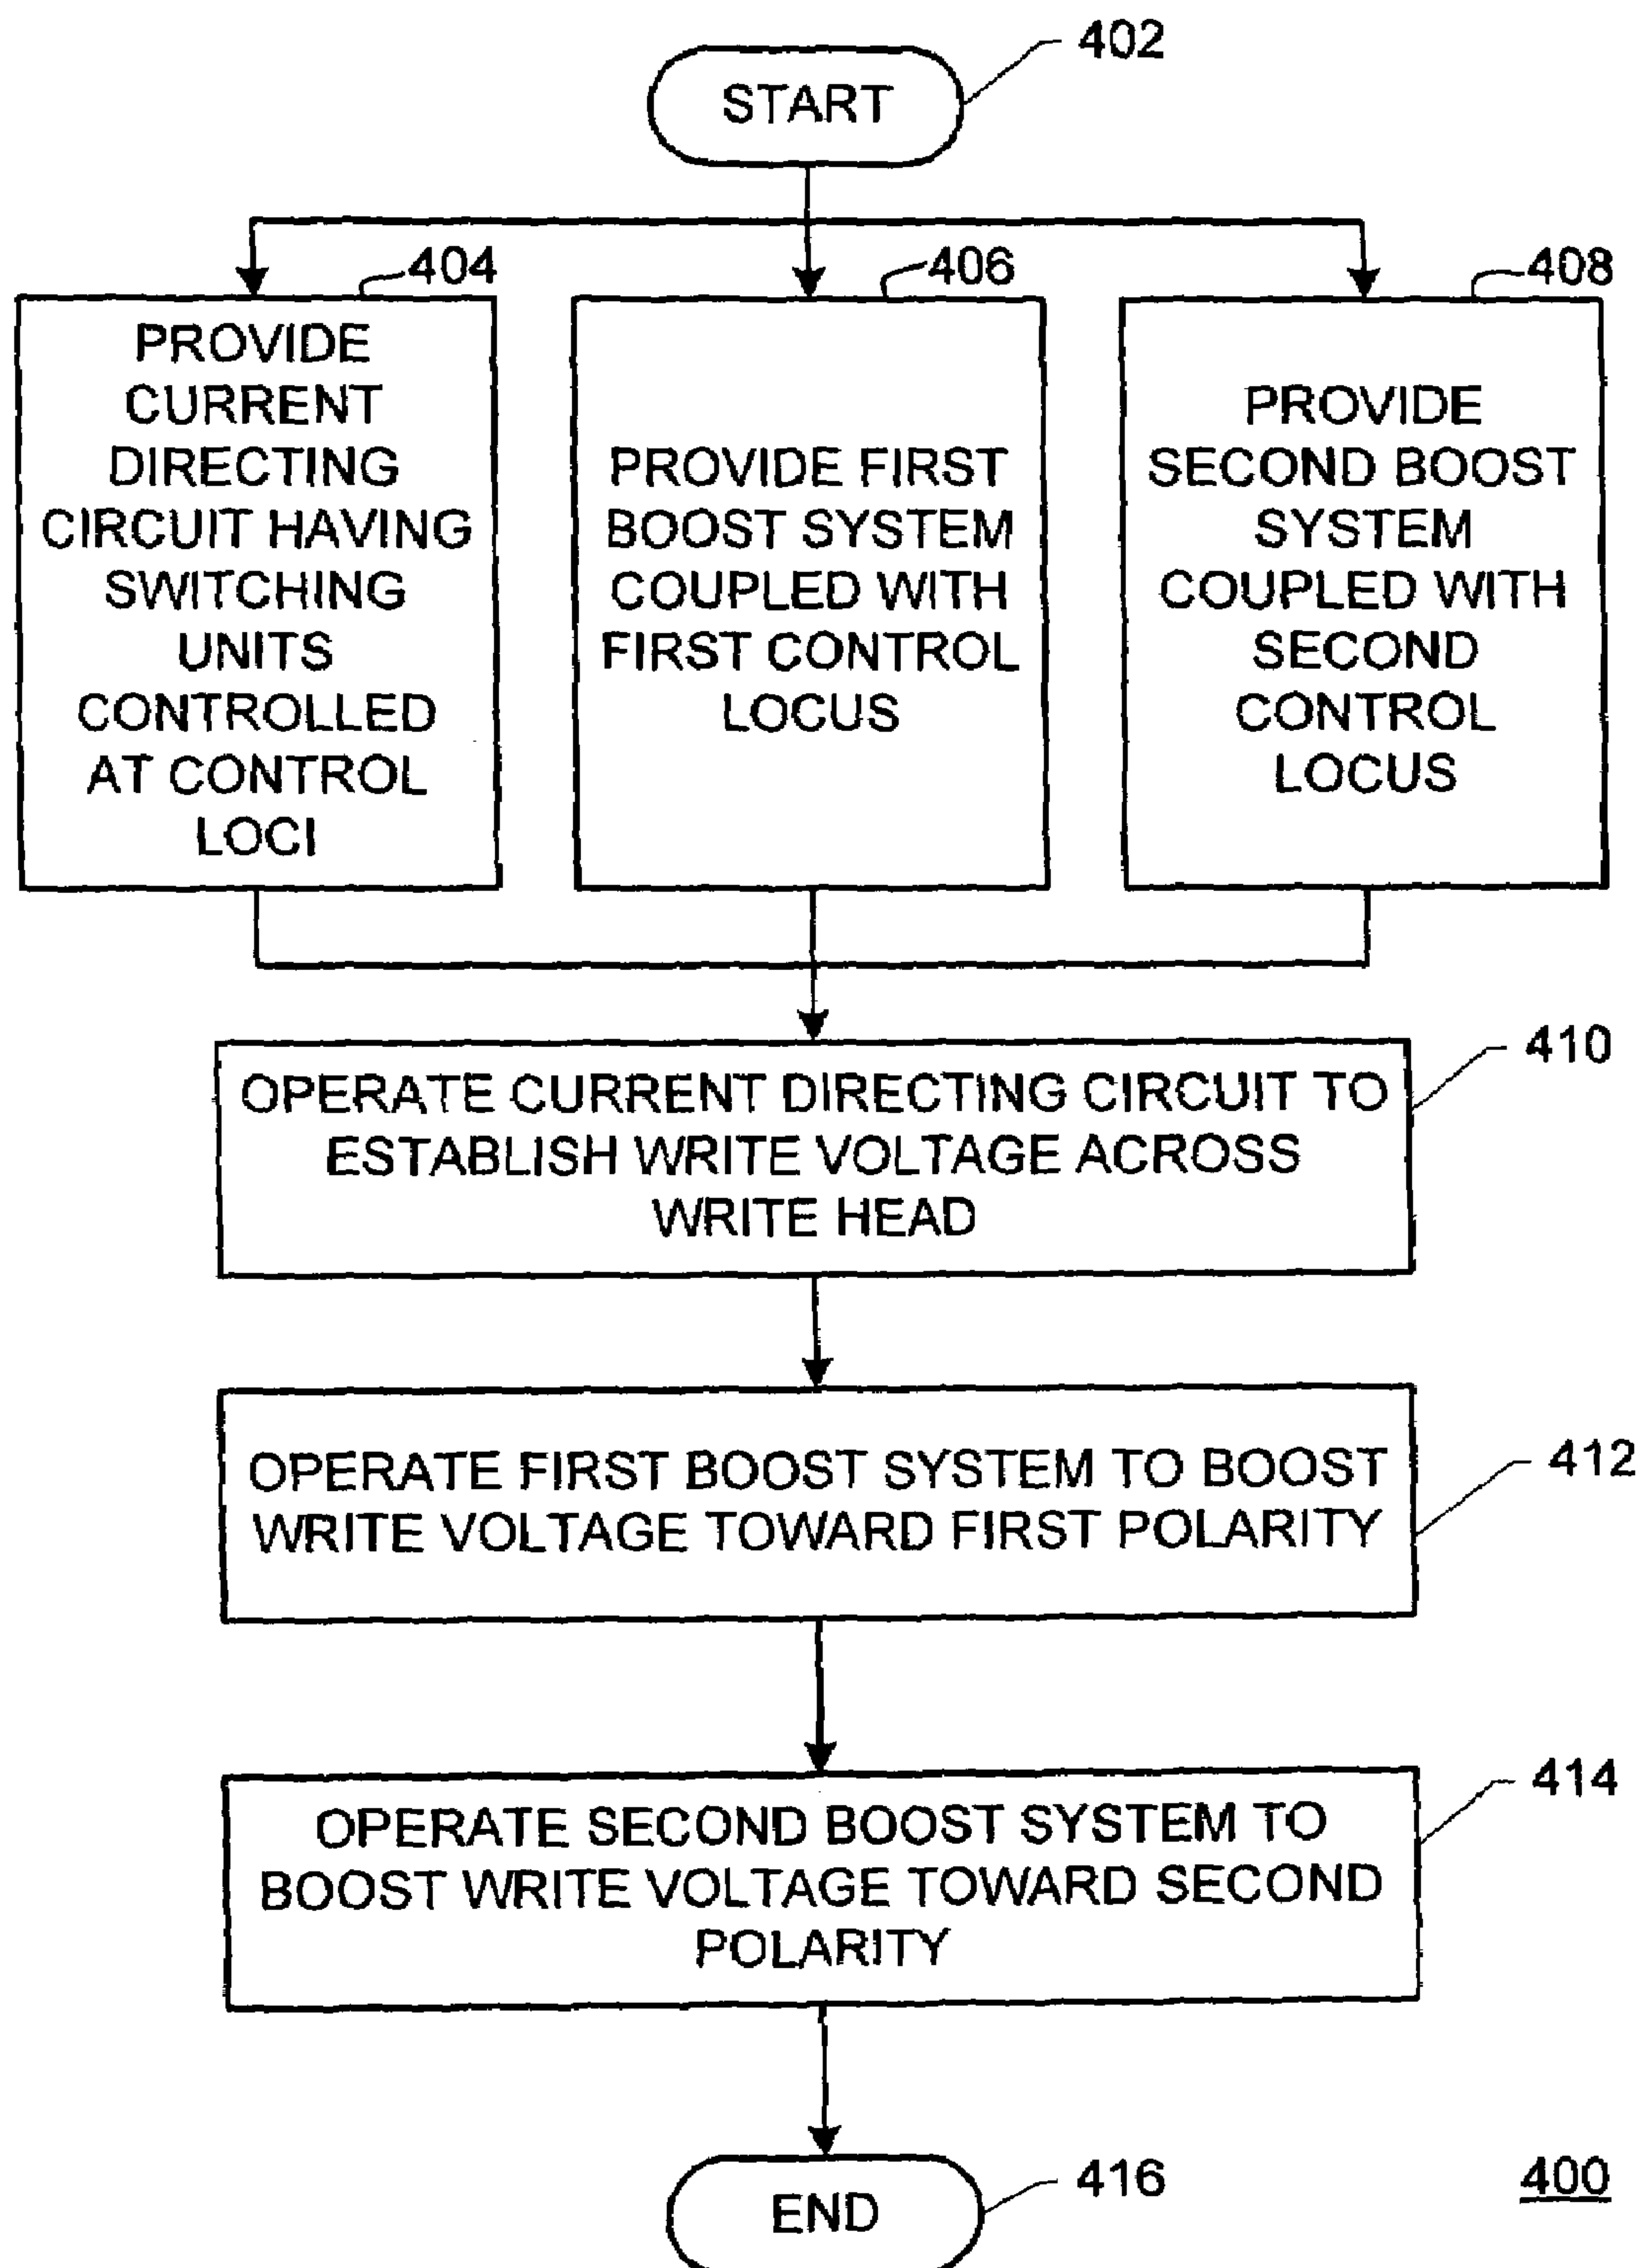 402
START
404
406
408
PROVIDE
CURRENT
DIRECTING
CIRCUIT HAVING
SWITCHING
UNITS
CONTROLLED
AT CONTROL
LOCI
PROVIDE FIRST
BOOST SYSTEM
COUPLED WITH
FIRST CONTROL
LOCUS
PROVIDE
SECOND BOOST
SYSTEM
COUPLED WITH
SECOND
CONTROL
LOCUS
410
OPERATE CURRENT DIRECTING CIRCUIT TO
ESTABLISH WRITE VOLTAGE ACROSS
WRITE HEAD
412
OPERATE FIRST BOOST SYSTEM TO BOOST
WRITE VOLTAGE TOWARD FIRST POLARITY
414
OPERATE SECOND BOOST SYSTEM TO
BOOST WRITE VOLTAGE TOWARD SECOND
POLARITY
416
END
400